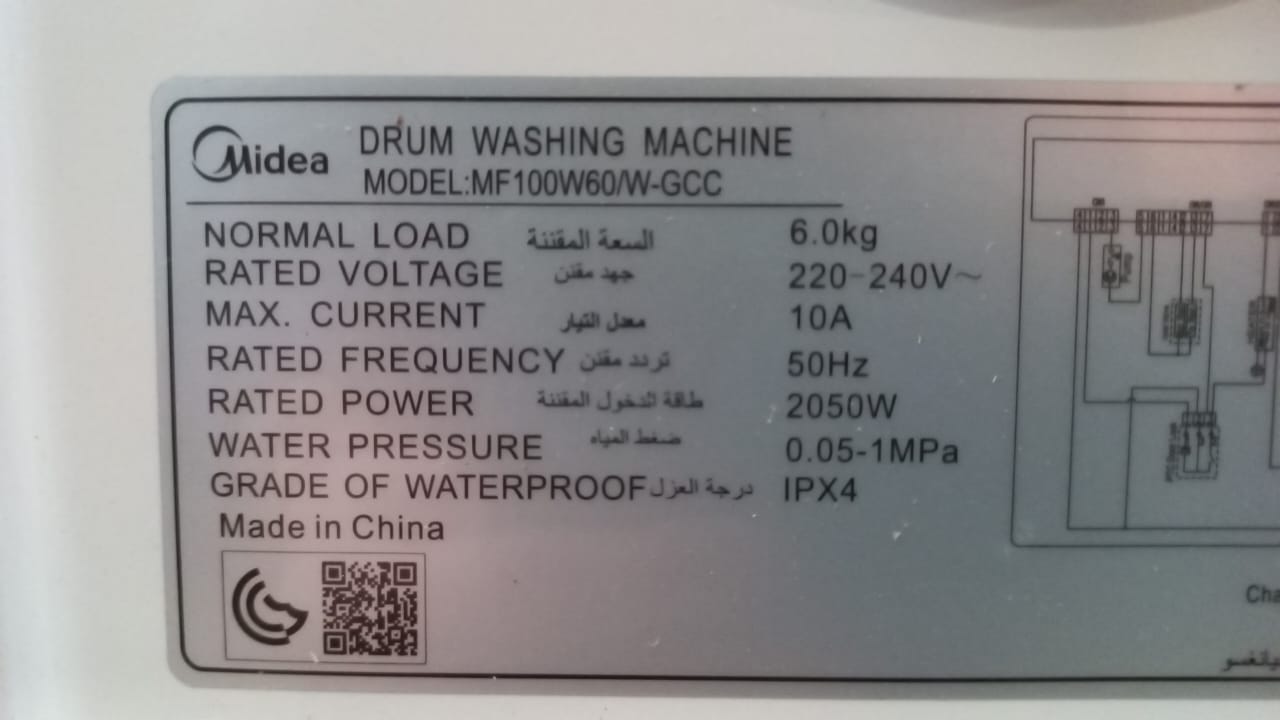 Midea
DRUM WASHING MACHINE
MODEL:MF100W60/W-GCC
NORMAL LOAD السعة المقننة 6.0kg
RATED VOLTAGE جهد مقنن 220-240V~
MAX. CURRENT معدل التيار 10A
RATED FREQUENCY تردد مقنن 50Hz
RATED POWER طاقة الدخول المقننة 2050W
WATER PRESSURE ضغط المياه 0.05-1MPa
GRADE OF WATERPROOF درجة العزل IPX4
Made in China
Cha